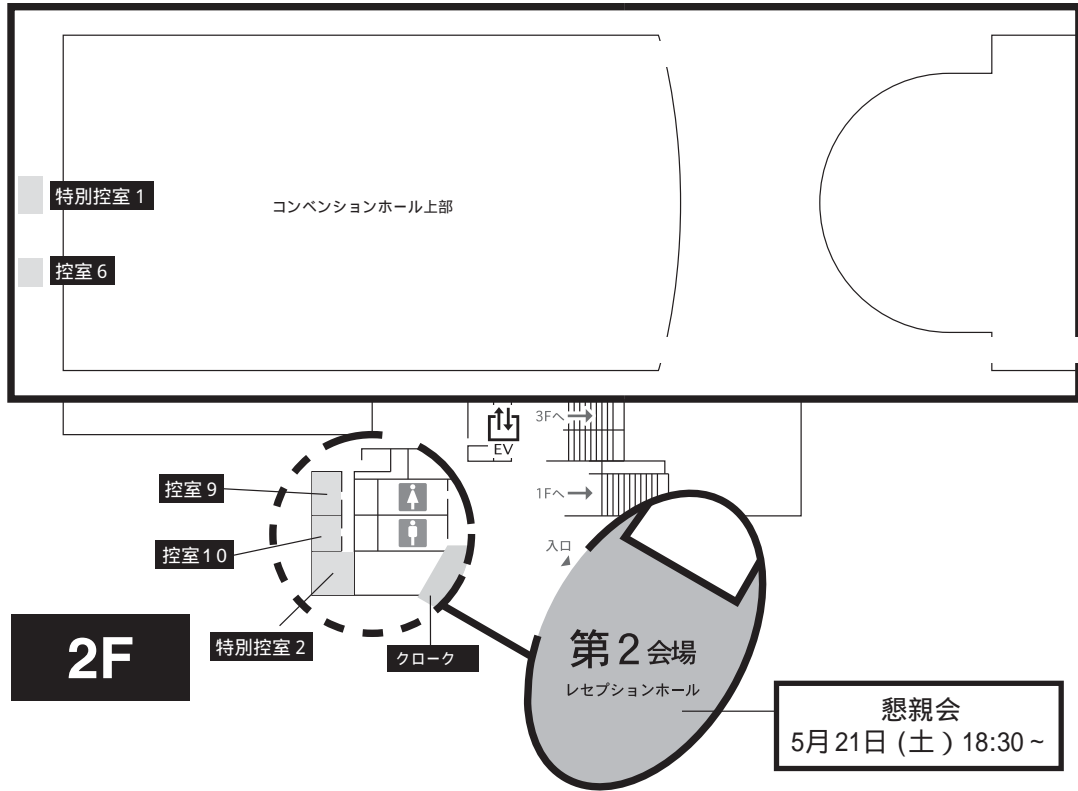 特別控室1
コンベンションホール上部
控室6
3Fへ
EV
控室9
1Fへ
控室10
入口
2F
特別控室2
クローク
第2会場
レセプションホール
懇親会
5月21日 (土) 18:30~